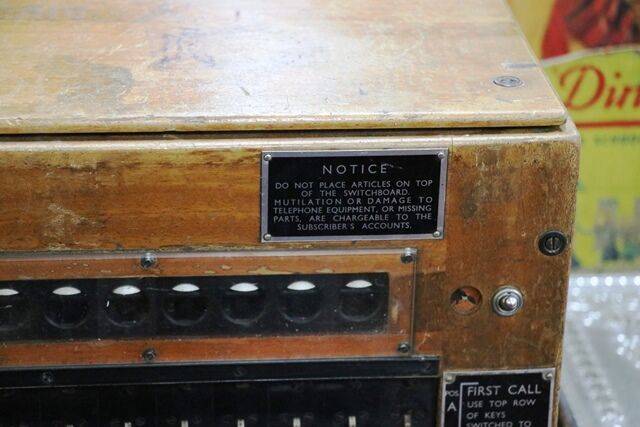 Din
NOTICE
DO NOT PLACE ARTICLES ON TOP
OF THE SWITCHBOARD.
MUTILATION OR DAMAGE TO
TELEPHONE EQUIPMENT, OR MISSING
PARTS, ARE CHARGEABLE TO THE
SUBSCRIBER'S ACCOUNTS.
POS.
A
FIRST CALL
USE TOP ROW
OF KEYS
SWITCHED TO